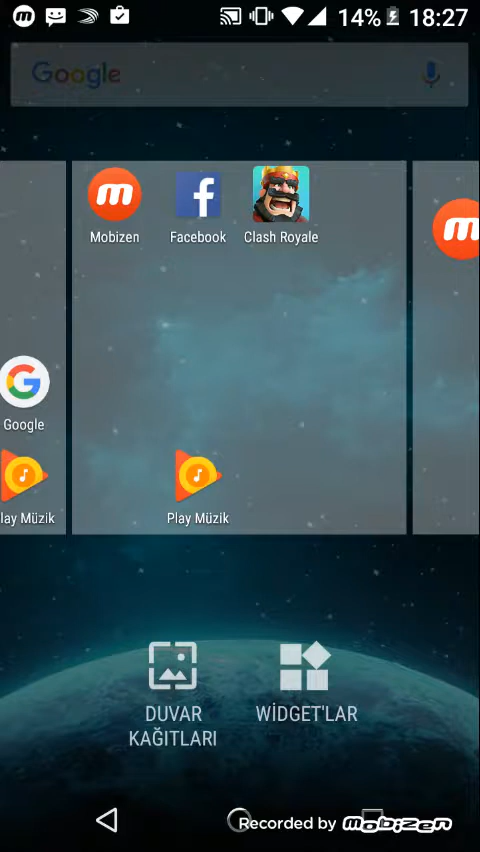 14% 18:27
Google
Mobizen Facebook Clash Royale
Google
lay Müzik Play Müzik
DUVAR KAĞITLARI
WİDGET'LAR
Recorded by mobizen